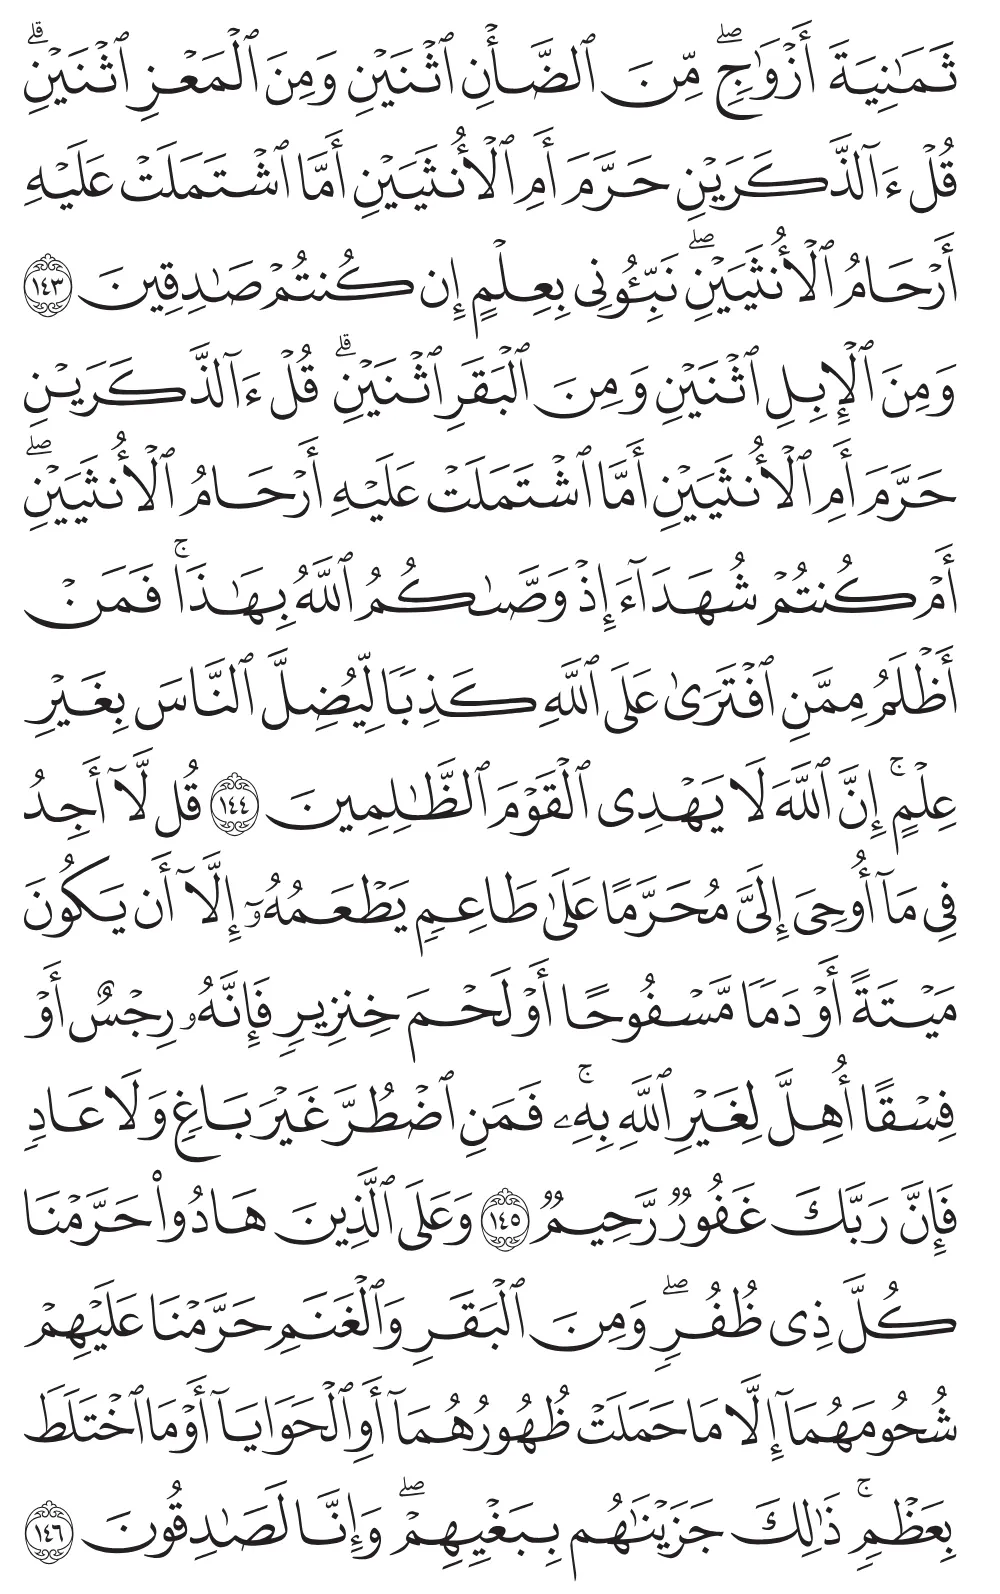 ثَمَـٰنِيَةَ أَزْوَٰجٍۖ مِّنَ ٱلضَّأْنِ ٱثْنَيْنِ وَمِنَ ٱلْمَعْزِ ٱثْنَيْنِۗ
قُلْ ءَآلذَّكَرَيْنِ حَرَّمَ أَمِ ٱلْأُنثَيَيْنِ أَمَّا ٱشْتَمَلَتْ عَلَيْهِ
أَرْحَامُ ٱلْأُنثَيَيْنِۖ نَبِّـُٔونِى بِعِلْمٍ إِن كُنتُمْ صَـٰدِقِينَ ١٤٣
وَمِنَ ٱلْإِبِلِ ٱثْنَيْنِ وَمِنَ ٱلْبَقَرِ ٱثْنَيْنِۗ قُلْ ءَآلذَّكَرَيْنِ
حَرَّمَ أَمِ ٱلْأُنثَيَيْنِ أَمَّا ٱشْتَمَلَتْ عَلَيْهِ أَرْحَامُ ٱلْأُنثَيَيْنِۖ
أَمْ كُنتُمْ شُهَدَآءَ إِذْ وَصَّىٰكُمُ ٱللَّهُ بِهَـٰذَاۚ فَمَنْ
أَظْلَمُ مِمَّنِ ٱفْتَرَىٰ عَلَى ٱللَّهِ كَذِبًا لِّيُضِلَّ ٱلنَّاسَ بِغَيْرِ
عِلْمٍۚ إِنَّ ٱللَّهَ لَا يَهْدِى ٱلْقَوْمَ ٱلظَّـٰلِمِينَ ١٤٤ قُل لَّآ أَجِدُ
فِى مَآ أُوحِىَ إِلَىَّ مُحَرَّمًا عَلَىٰ طَاعِمٍ يَطْعَمُهُۥٓ إِلَّآ أَن يَكُونَ
مَيْتَةً أَوْ دَمًا مَّسْفُوحًا أَوْ لَحْمَ خِنزِيرٍ فَإِنَّهُۥ رِجْسٌ أَوْ
فِسْقًا أُهِلَّ لِغَيْرِ ٱللَّهِ بِهِۦۚ فَمَنِ ٱضْطُرَّ غَيْرَ بَاغٍ وَلَا عَادٍ
فَإِنَّ رَبَّكَ غَفُورٌ رَّحِيمٌ ١٤٥ وَعَلَى ٱلَّذِينَ هَادُوا۟ حَرَّمْنَا
كُلَّ ذِى ظُفُرٍۖ وَمِنَ ٱلْبَقَرِ وَٱلْغَنَمِ حَرَّمْنَا عَلَيْهِمْ
شُحُومَهُمَآ إِلَّا مَا حَمَلَتْ ظُهُورُهُمَآ أَوِ ٱلْحَوَايَآ أَوْ مَا ٱخْتَلَطَ
بِعَظْمٍۚ ذَٰلِكَ جَزَيْنَـٰهُم بِبَغْيِهِمْۖ وَإِنَّا لَصَـٰدِقُونَ ١٤٦